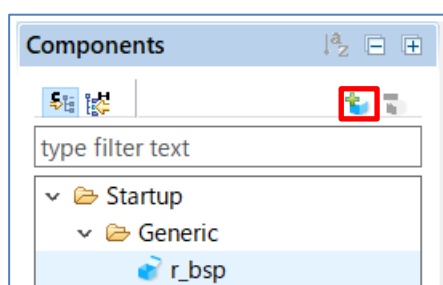 Components
type filter text
Startup
Generic
r_bsp